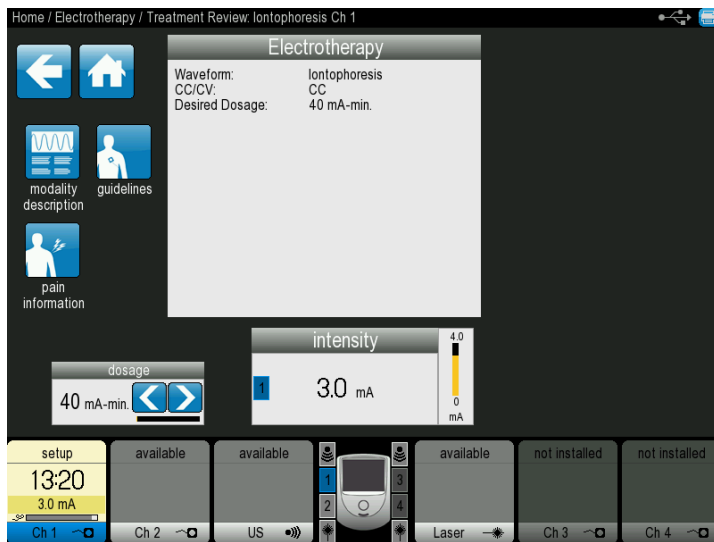 Home / Electrotherapy / Treatment Review: Iontophoresis Ch 1
Electrotherapy
Waveform: Iontophoresis
CC/CV: CC
Desired Dosage: 40 mA-min.
modality description
guidelines
pain information
intensity
1 3.0 mA
4.0
0
mA
dosage
40 mA-min.
setup
13:20
3.0 mA
Ch 1
available
Ch 2
available
US
1
2
3
4
available
Laser
not installed
Ch 3
not installed
Ch 4